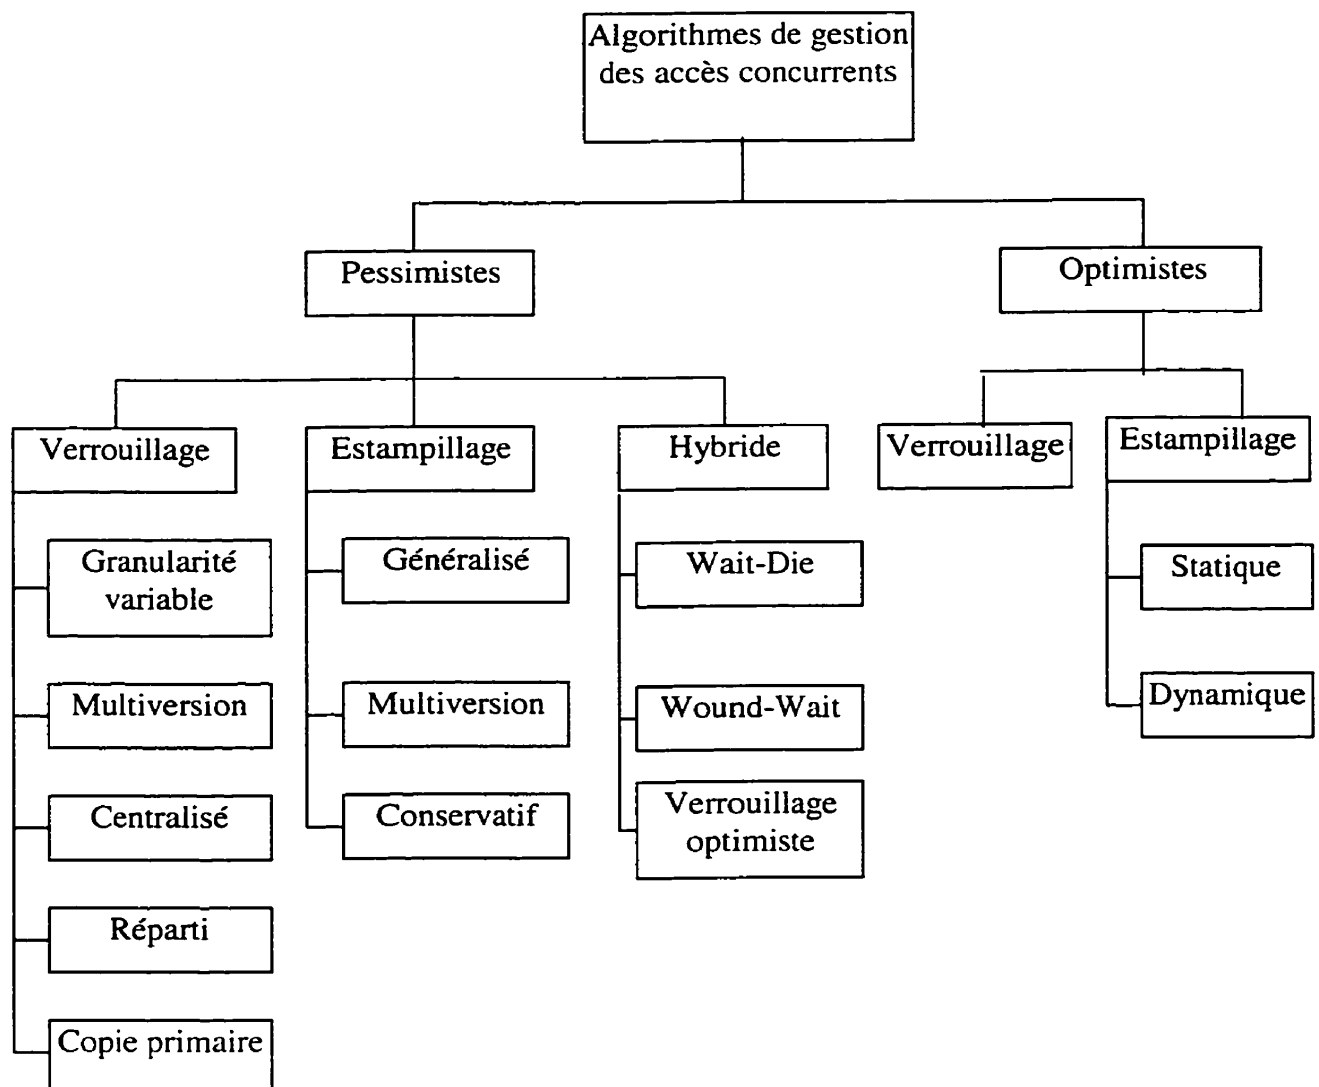 Algorithmes de gestion
des accès concurrents
Pessimistes
Optimistes
Verrouillage
Estampillage
Hybride
Verrouillage
Estampillage
Granularité
variable
Multiversion
Centralisé
Réparti
Copie primaire
Généralisé
Multiversion
Conservatif
Wait-Die
Wound-Wait
Verrouillage
optimiste
Statique
Dynamique